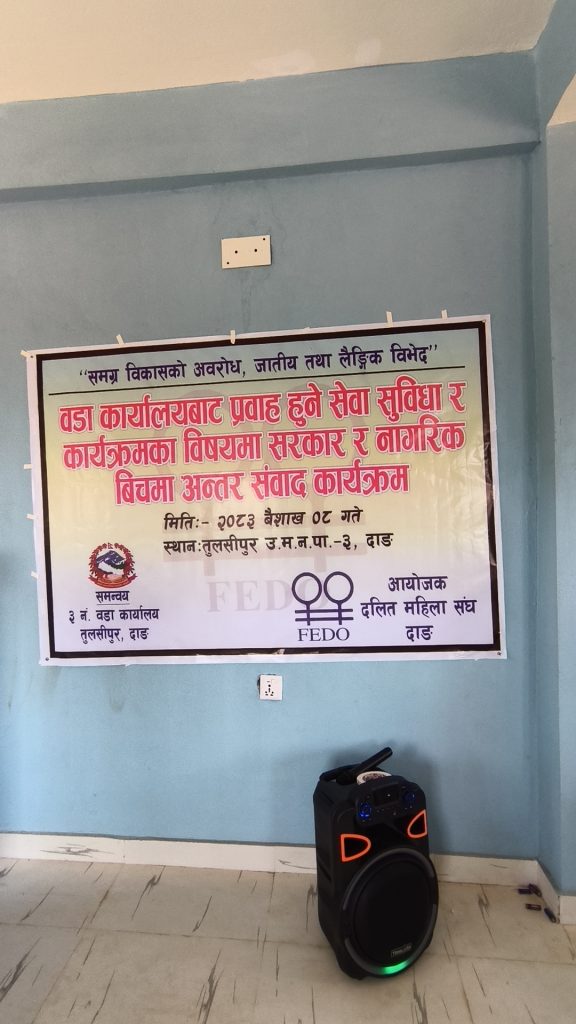 "समग्र विकासको अवरोध, जातीय तथा लैङ्गिक विभेद"
वडा कार्यालयबाट प्रवाह हुने सेवा सुविधा र
कार्यक्रमका विषयमा सरकार र नागरिक
बिचमा अन्तर संवाद कार्यक्रम
मितिः- २०८३ बैशाख ०८ गते
स्थानःतुलसीपुर उ.म.न.पा.-३, दाङ
FEDO
समन्वय
३ नं. वडा कार्यालय
तुलसीपुर, दाङ
FEDO
आयोजक
दलित महिला संघ
दाङ